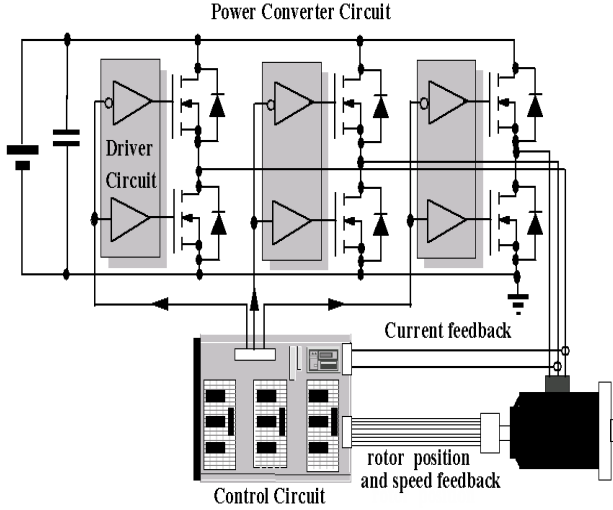 Power Converter Circuit
Driver
Circuit
Current feedback
rotor position
and speed feedback
Control Circuit